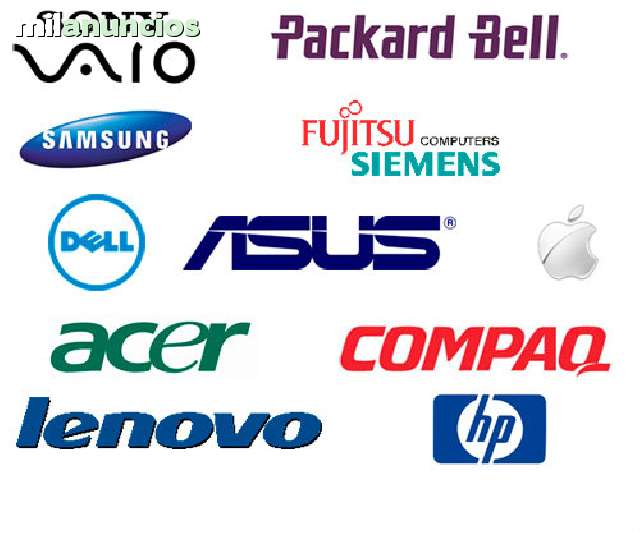 SONY
milanuncios
VAIO
Packard Bell.
SAMSUNG
FUJITSU COMPUTERS
SIEMENS
DELL
ASUS®
acer
COMPAQ
lenovo
hp